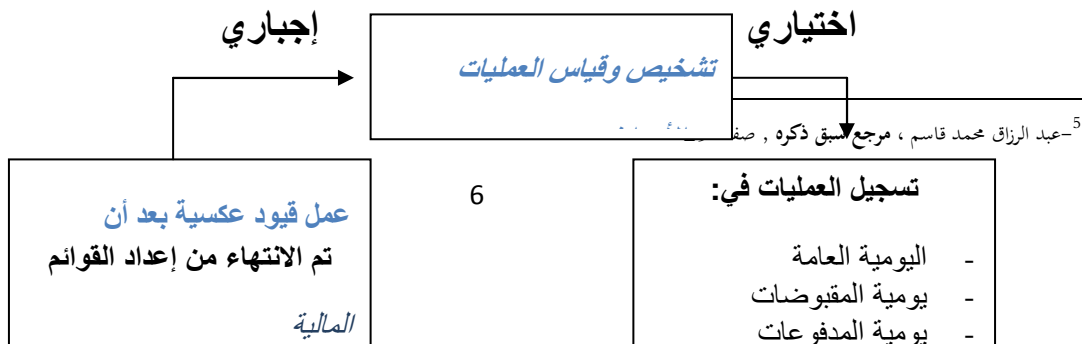 اختياري
إجباري
تشخيص وقياس العمليات
5-عبد الرزاق محمد قاسم ، مرجع سبق ذكره , صف
6
تسجيل العمليات في:
- اليومية العامة
- يومية المقبوضات
- يومية المدفوعات
عمل قيود عكسية بعد أن
تم الانتهاء من إعداد القوائم
المالية